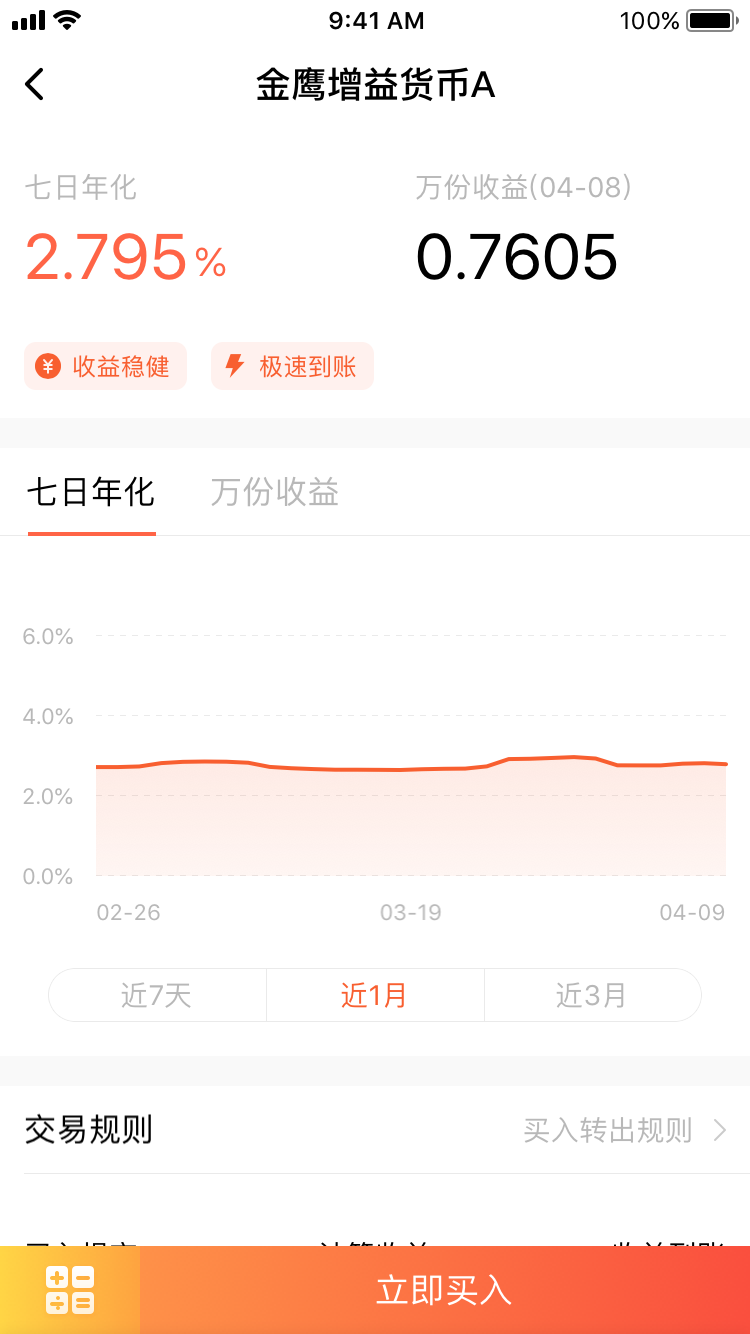 9:41 AM
100%
金鹰增益货币A
七日年化
万份收益(04-08)
2.795%
0.7605
¥ 收益稳健
极速到账
七日年化
万份收益
6.0%
4.0%
2.0%
0.0%
02-26
03-19
04-09
近7天
近1月
近3月
交易规则
买入转出规则
立即买入